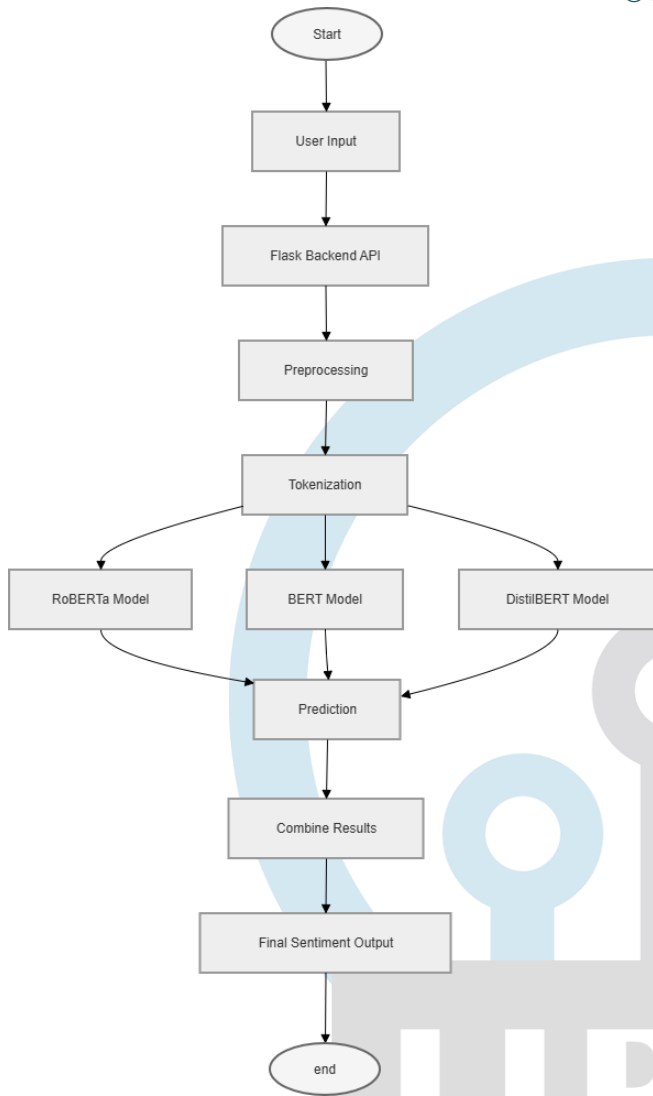 Start
User Input
Flask Backend API
Preprocessing
Tokenization
RoBERTa Model
BERT Model
DistilBERT Model
Prediction
Combine Results
Final Sentiment Output
end